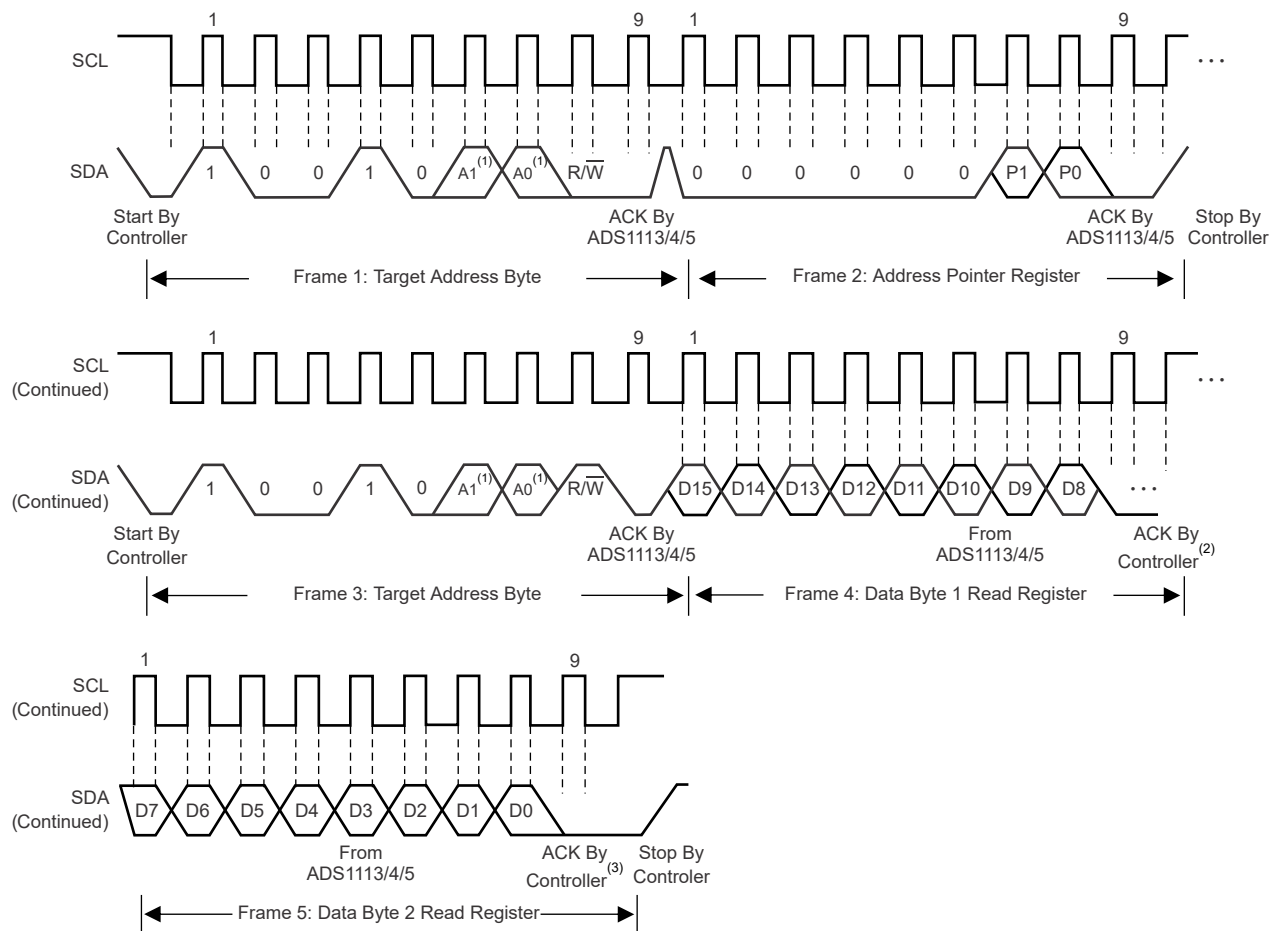 1 9 1 9
SCL ...
SDA 1 0 0 1 0 A1(1) A0(1) R/W̅ 0 0 0 0 0 0 P1 P0
Start By Controller
ACK By ADS1113/4/5
ACK By ADS1113/4/5
Stop By Controller
Frame 1: Target Address Byte
Frame 2: Address Pointer Register
1 9 1 9
SCL (Continued) ...
SDA (Continued) 1 0 0 1 0 A1(1) A0(1) R/W̅ D15 D14 D13 D12 D11 D10 D9 D8 ...
Start By Controller
ACK By ADS1113/4/5
From ADS1113/4/5
ACK By Controller(2)
Frame 3: Target Address Byte
Frame 4: Data Byte 1 Read Register
1 9
SCL (Continued)
SDA (Continued) D7 D6 D5 D4 D3 D2 D1 D0
From ADS1113/4/5
ACK By Controller(3)
Stop By Controler
Frame 5: Data Byte 2 Read Register